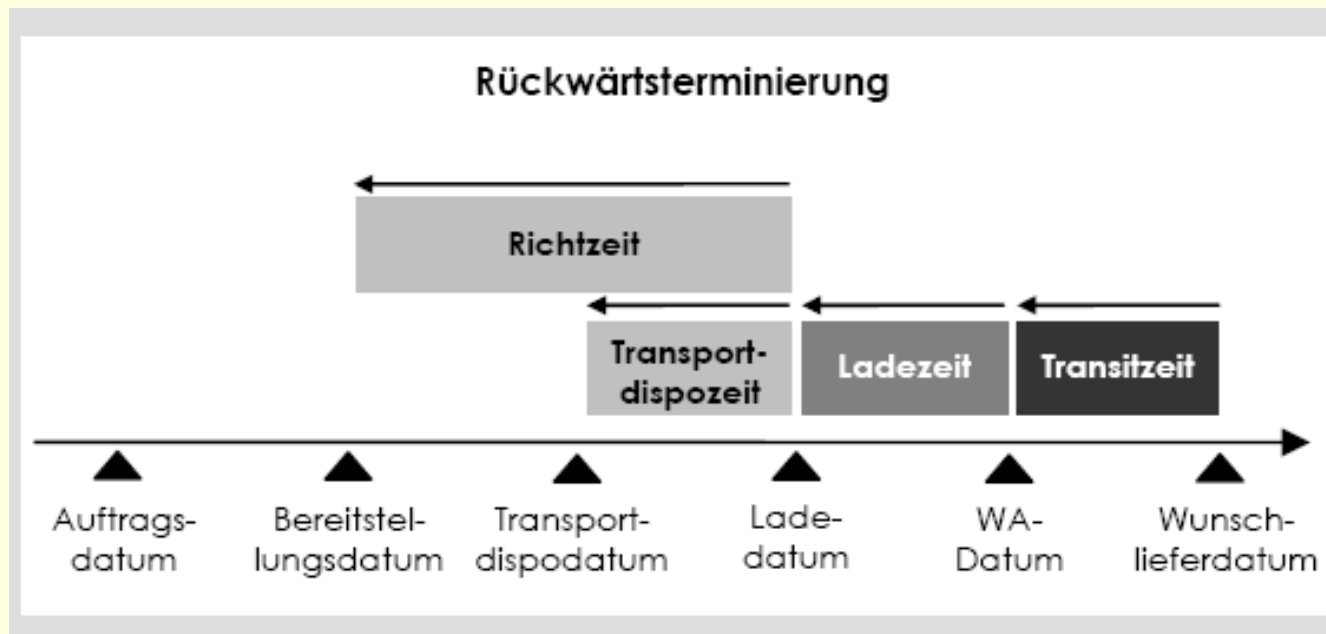 Rückwärtsterminierung
Richtzeit
Transport-
dispozeit
Ladezeit
Transitzeit
Auftrags-
datum
Bereitstel-
lungsdatum
Transport-
dispodatum
Lade-
datum
WA-
Datum
Wunsch-
lieferdatum